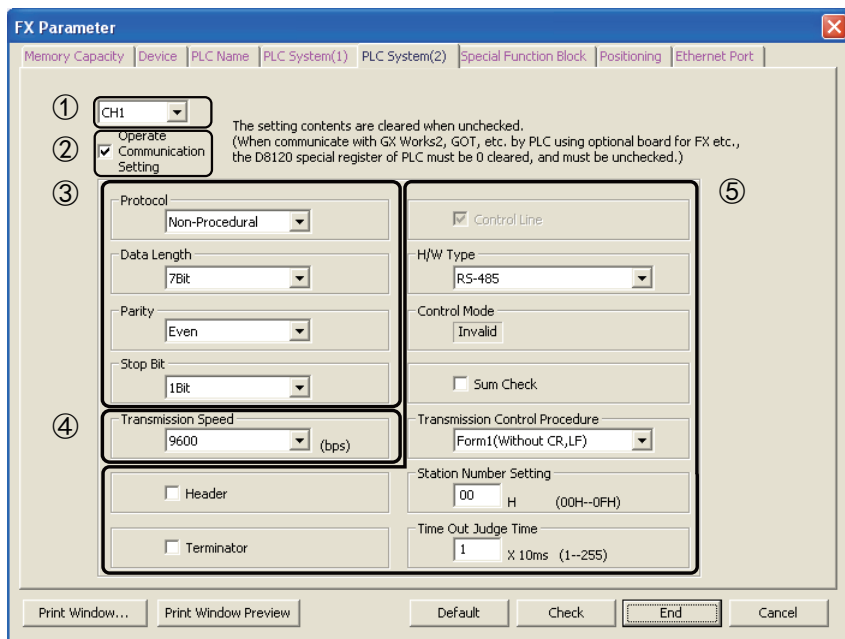 FX Parameter
Memory Capacity Device PLC Name PLC System(1) PLC System(2) Special Function Block Positioning Ethernet Port
①
CH1
②
Operate
Communication
Setting
The setting contents are cleared when unchecked.
(When communicate with GX Works2, GOT, etc. by PLC using optional board for FX etc.,
the D8120 special register of PLC must be 0 cleared, and must be unchecked.)
③
Protocol
Non-Procedural
Data Length
7Bit
Parity
Even
Stop Bit
1Bit
④
Transmission Speed
9600
(bps)
Header
Terminator
⑤
Control Line
H/W Type
RS-485
Control Mode
Invalid
Sum Check
Transmission Control Procedure
Form1(Without CR,LF)
Station Number Setting
00 H (00H--0FH)
Time Out Judge Time
1 X 10ms (1--255)
Print Window... Print Window Preview Default Check End Cancel